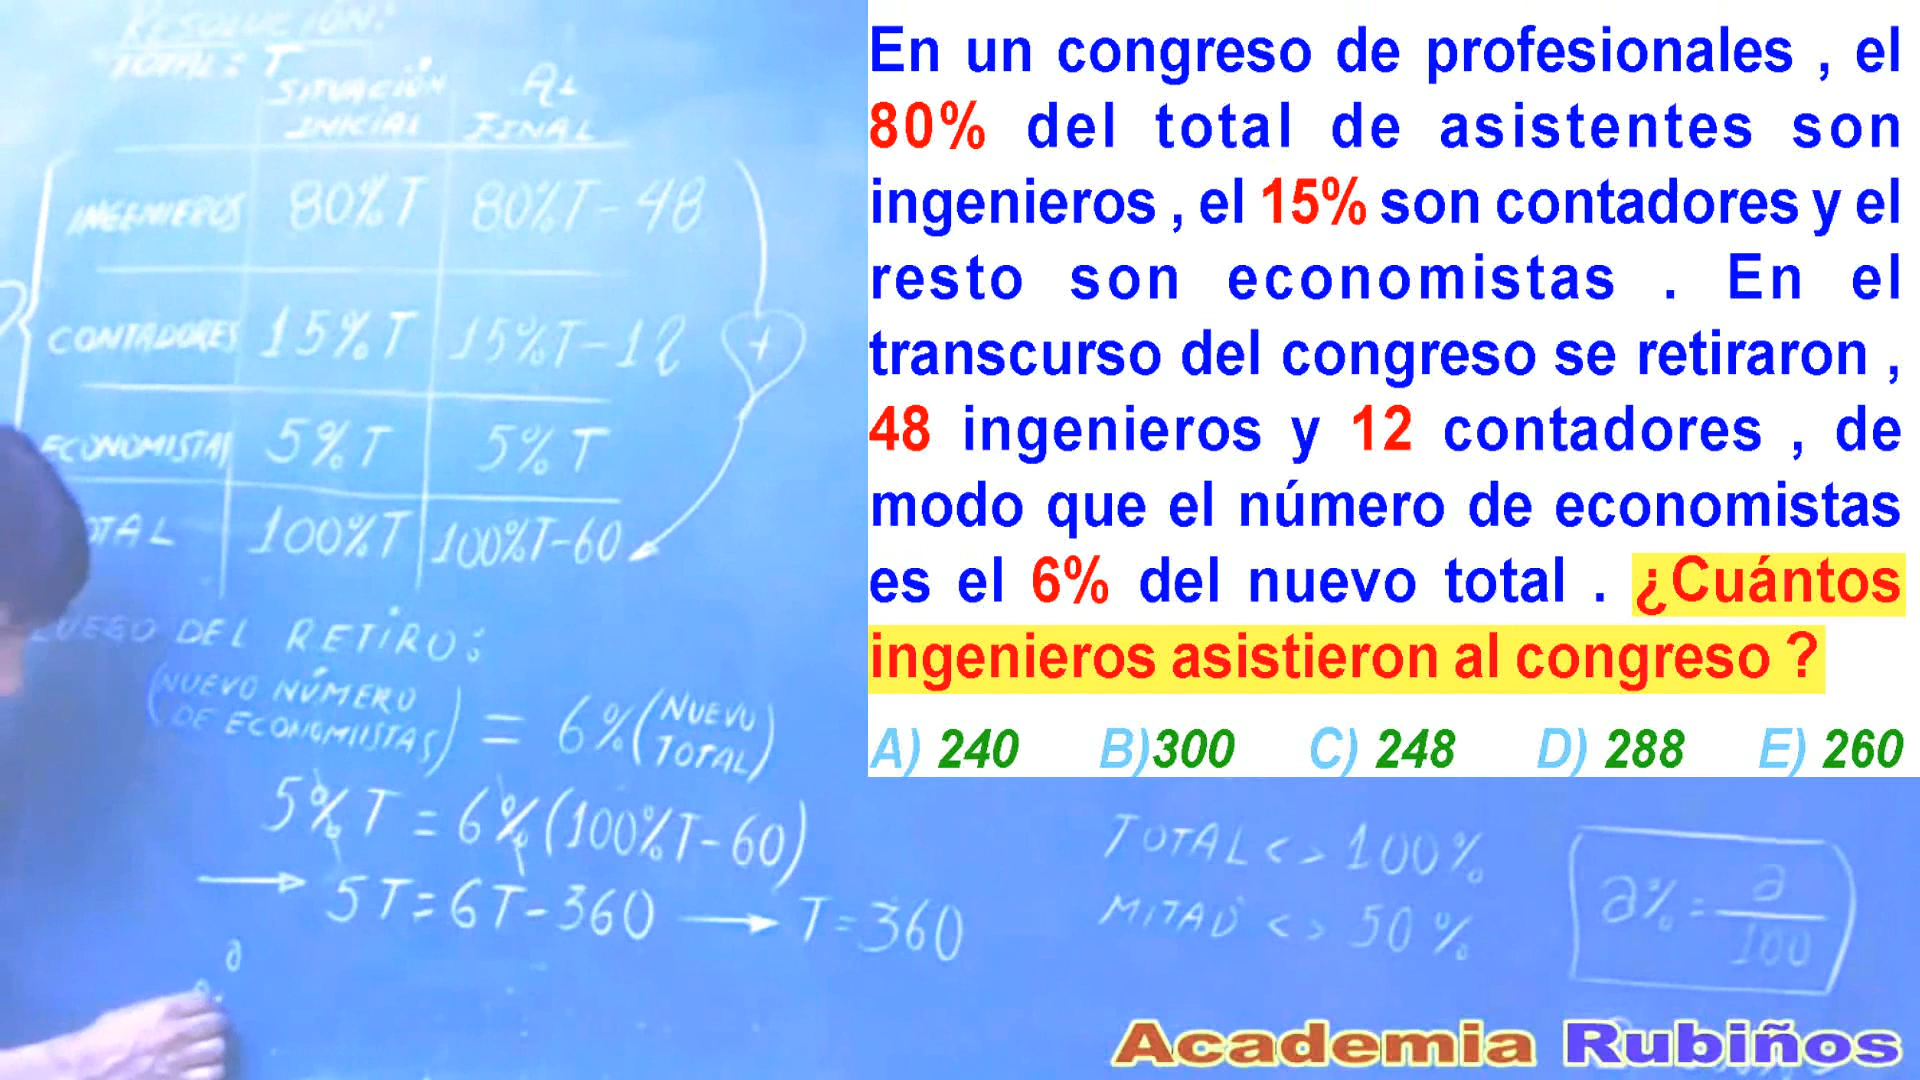 RESOLUCIÓN:
TOTAL: T
SITUACIÓN INICIAL
AL FINAL
INGENIEROS 80%T 80%T-48
CONTADORES 15%T 15%T-12
+
ECONOMISTAS 5%T 5%T
TAL 100%T 100%T-60
UEGO DEL RETIRO:
(NUEVO NÚMERO DE ECONOMIISTAS) = 6%(NUEVO TOTAL)
5%T = 6%(100%T-60)
→ 5T=6T-360 → T=360
En un congreso de profesionales , el
80% del total de asistentes son
ingenieros , el 15% son contadores y el
resto son economistas . En el
transcurso del congreso se retiraron ,
48 ingenieros y 12 contadores , de
modo que el número de economistas
es el 6% del nuevo total . ¿Cuántos
ingenieros asistieron al congreso ?
A) 240 B)300 C) 248 D) 288 E) 260
TOTAL <> 100%
MITAD <> 50%
a% = a/100
Academia Rubiños